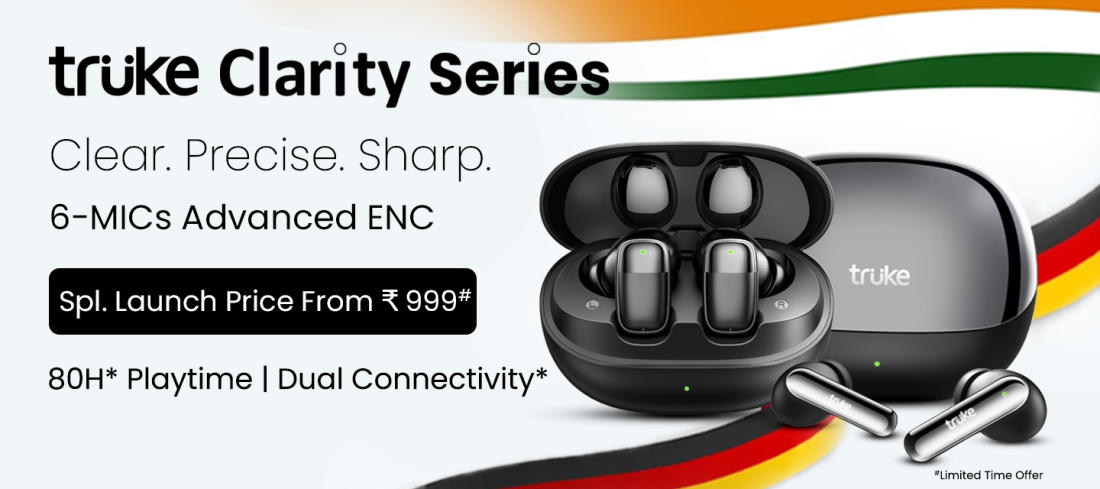 truke Clarity Series
Clear. Precise. Sharp.
6-MICs Advanced ENC
Spl. Launch Price From ₹ 999#
80H* Playtime | Dual Connectivity*
L
R
truke
truke
truke
#Limited Time Offer